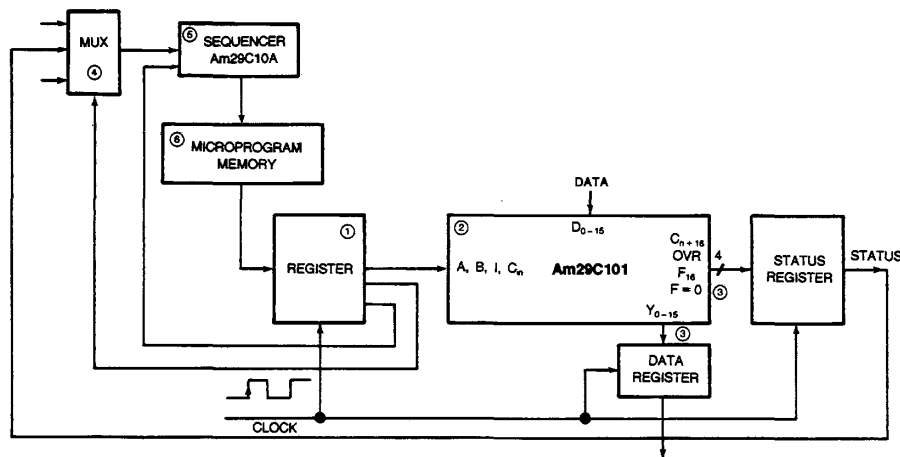 MUX
④
⑤ SEQUENCER
Am29C10A
⑥ MICROPROGRAM
MEMORY
① 
REGISTER
DATA
D₀₋₁₅
②
A, B, I, Cₙ
Am29C101
Cₙ₊₁₆
OVR
F₁₆
F = 0
③
4
Y₀₋₁₅
③
STATUS
REGISTER
STATUS
DATA
REGISTER
CLOCK